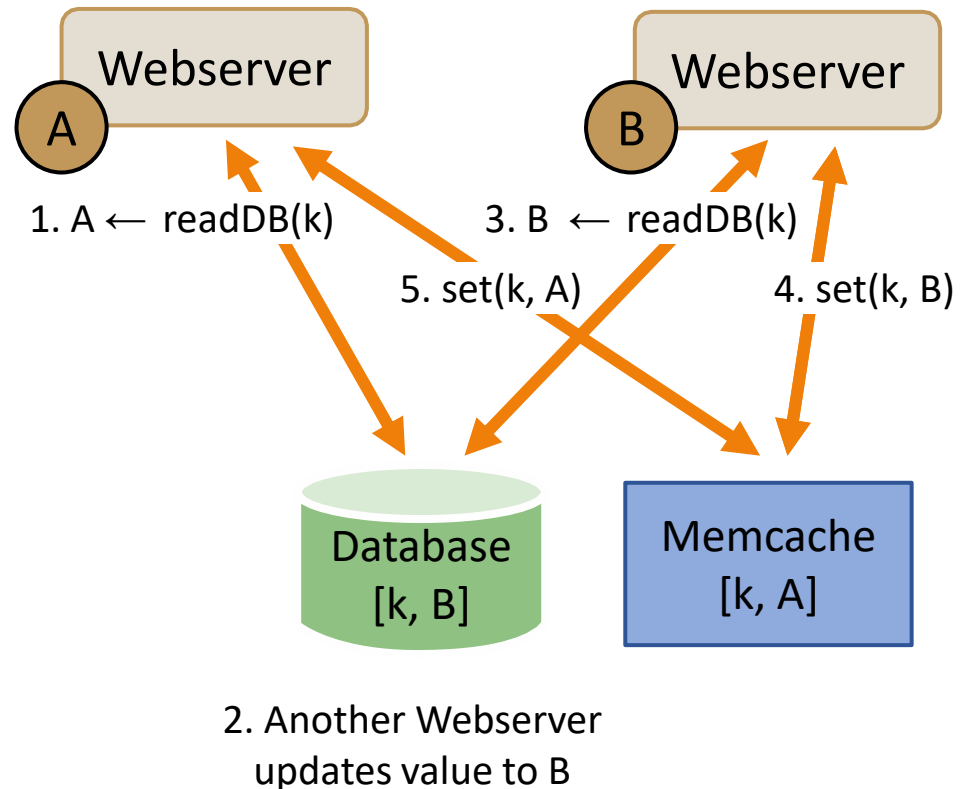 Webserver
A
Webserver
B
1. A ← readDB(k)
3. B ← readDB(k)
5. set(k, A)
4. set(k, B)
Database
[k, B]
Memcache
[k, A]
2. Another Webserver
updates value to B